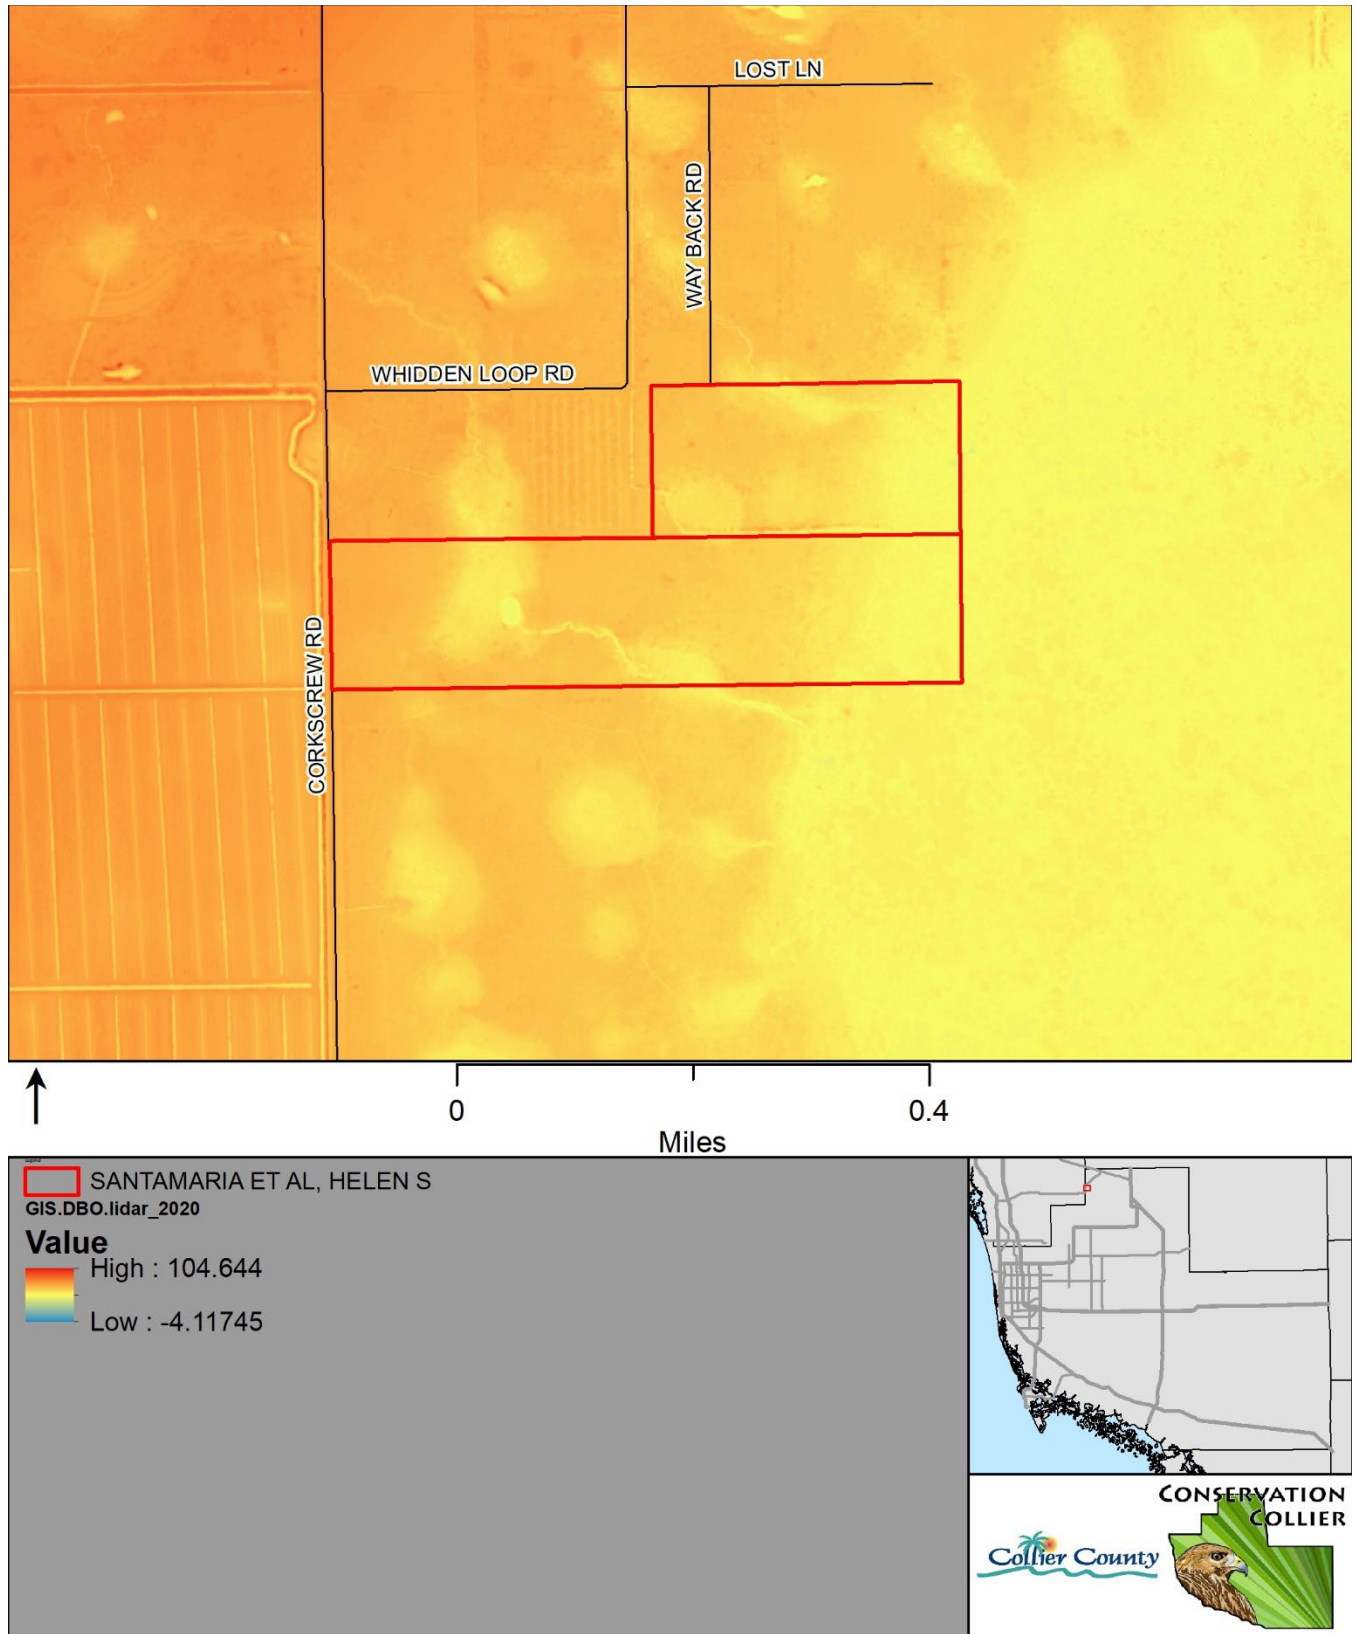 LOST LN
WAY BACK RD
WHIDDEN LOOP RD
CORKSCREW RD
0 0.4
Miles
SANTAMARIA ET AL, HELEN S
GIS.DBO.lidar_2020
Value
High : 104.644
Low : -4.11745
CONSERVATION
COLLIER
Collier County